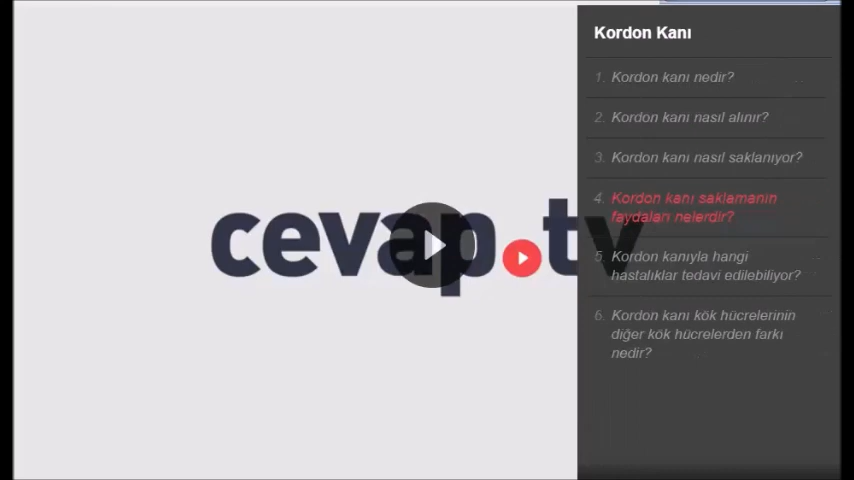 cevap.tv
Kordon Kanı
1. Kordon kanı nedir?
2. Kordon kanı nasıl alınır?
3. Kordon kanı nasıl saklanıyor?
4. Kordon kanı saklamanın
faydaları nelerdir?
5. Kordon kanıyla hangi
hastalıklar tedavi edilebiliyor?
6. Kordon kanı kök hücrelerinin
diğer kök hücrelerden farkı
nedir?